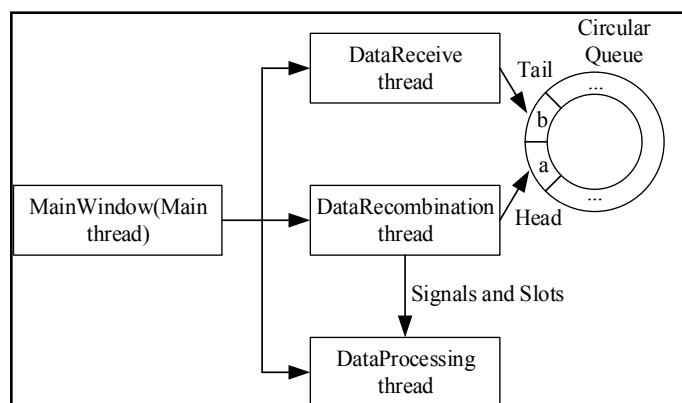 DataReceive
thread
Tail
Circular
Queue
...
b
a
...
MainWindow(Main
thread)
DataRecombination
thread
Head
Signals and Slots
DataProcessing
thread